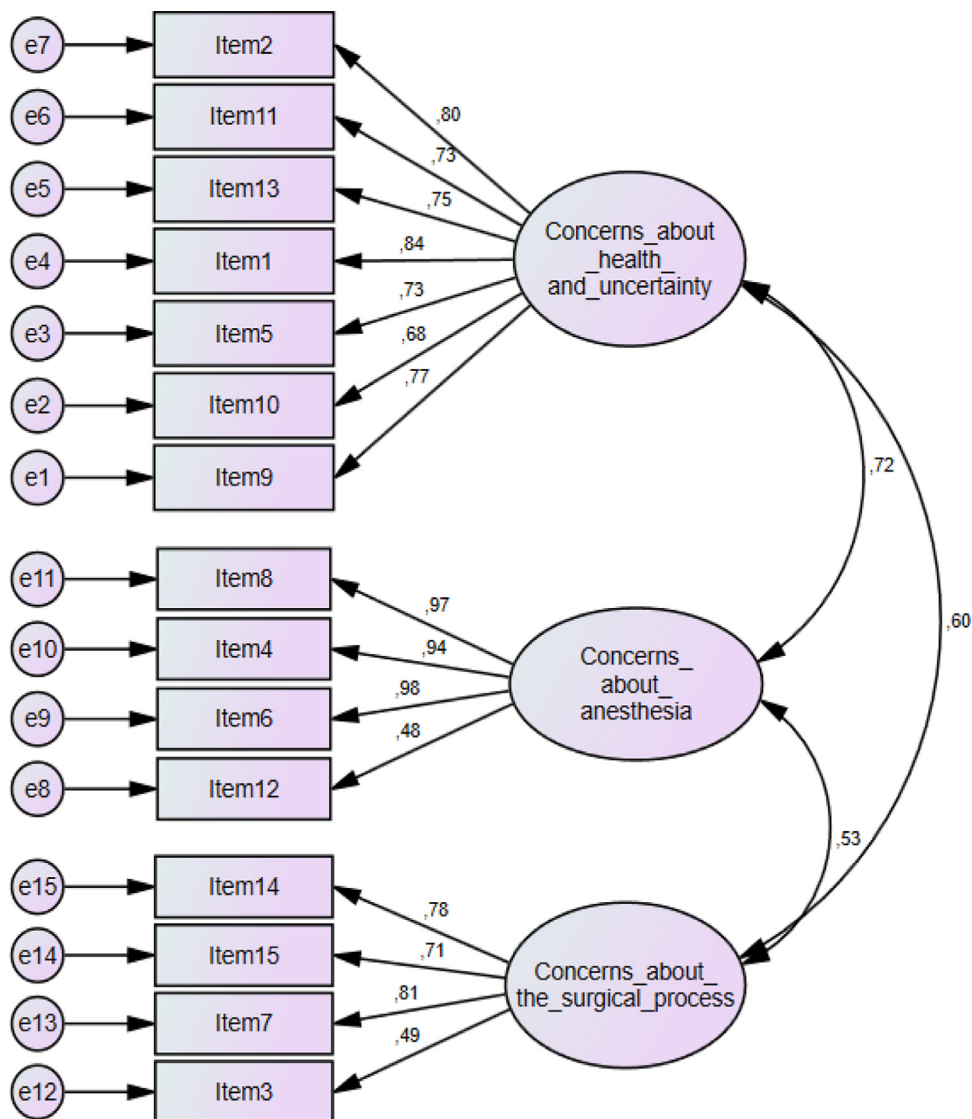 e7
Item2
,80
e6
Item11
,73
e5
Item13
,75
e4
Item1
,84
e3
Item5
,73
e2
Item10
,68
e1
Item9
,77
Concerns_about
_health_
and_uncertainty
,72
,60
e11
Item8
,97
e10
Item4
,94
e9
Item6
,98
e8
Item12
,48
Concerns_
about_
anesthesia
,53
e15
Item14
,78
e14
Item15
,71
e13
Item7
,81
e12
Item3
,49
Concerns_about_
the_surgical_process